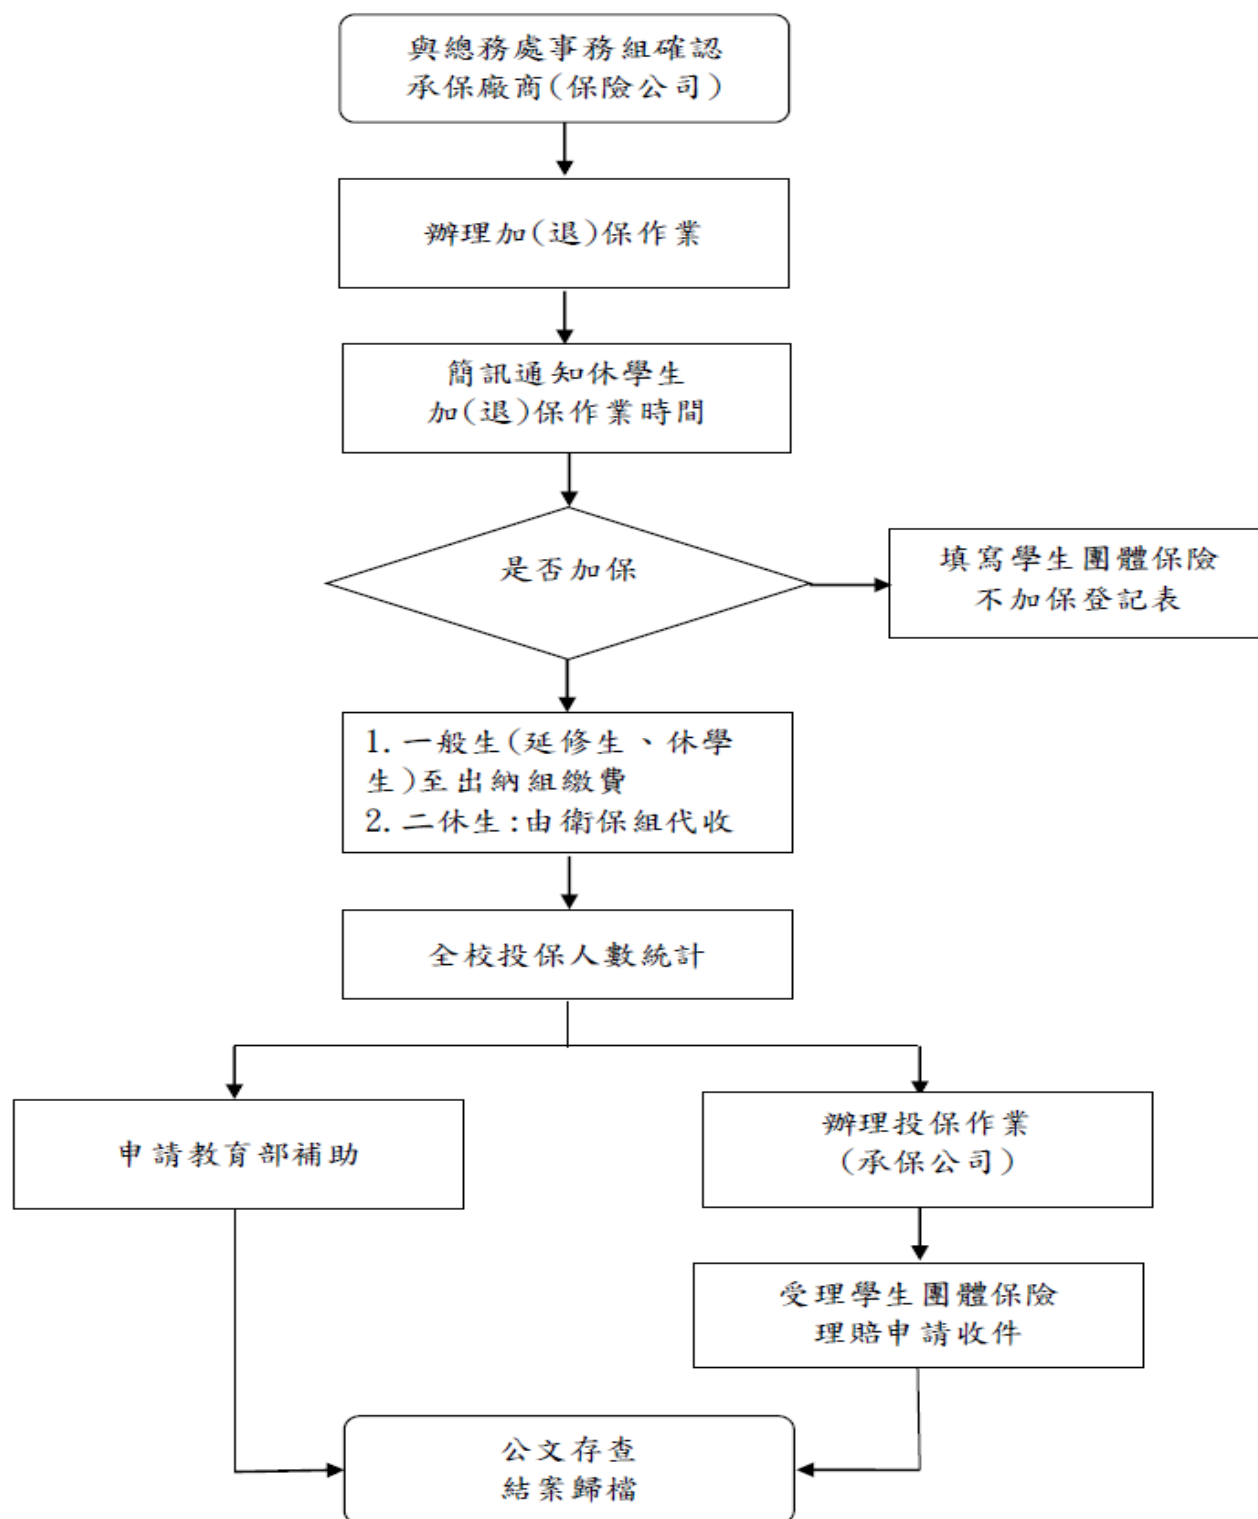 與總務處事務組確認
承保廠商(保險公司)
辦理加(退)保作業
簡訊通知休學生
加(退)保作業時間
是否加保
填寫學生團體保險
不加保登記表
1.一般生(延修生、休學
生)至出納組繳費
2.二休生:由衛保組代收
全校投保人數統計
申請教育部補助
辦理投保作業
(承保公司)
受理學生團體保險
理賠申請收件
公文存查
結案歸檔